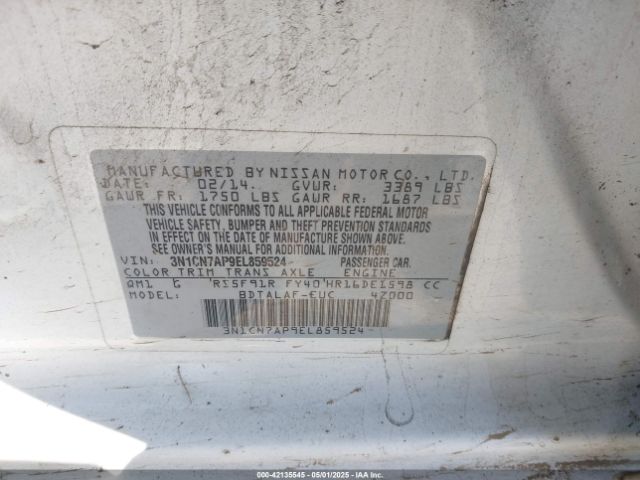 MANUFACTURED BY NISSAN MOTOR CO., LTD.
DATE: 02/14. GVWR: 3389 LBS
GAWR FR: 1750 LBS GAWR RR: 1687 LBS
THIS VEHICLE CONFORMS TO ALL APPLICABLE FEDERAL MOTOR
VEHICLE SAFETY, BUMPER AND THEFT PREVENTION STANDARDS
IN EFFECT ON THE DATE OF MANUFACTURE SHOWN ABOVE.
SEE OWNER'S MANUAL FOR ADDITIONAL INFORMATION.
VIN: 3N1CN7AP9EL859524 PASSENGER CAR.
COLOR TRIM TRANS AXLE ENGINE
QM1 G RE5F91R FY40 HR16DE1598 CC
MODEL: BDTALAF-EUC 4Z000
3N1CN7AP9EL859524
000-42135545 | 05/01/2025 | IAAI.COM